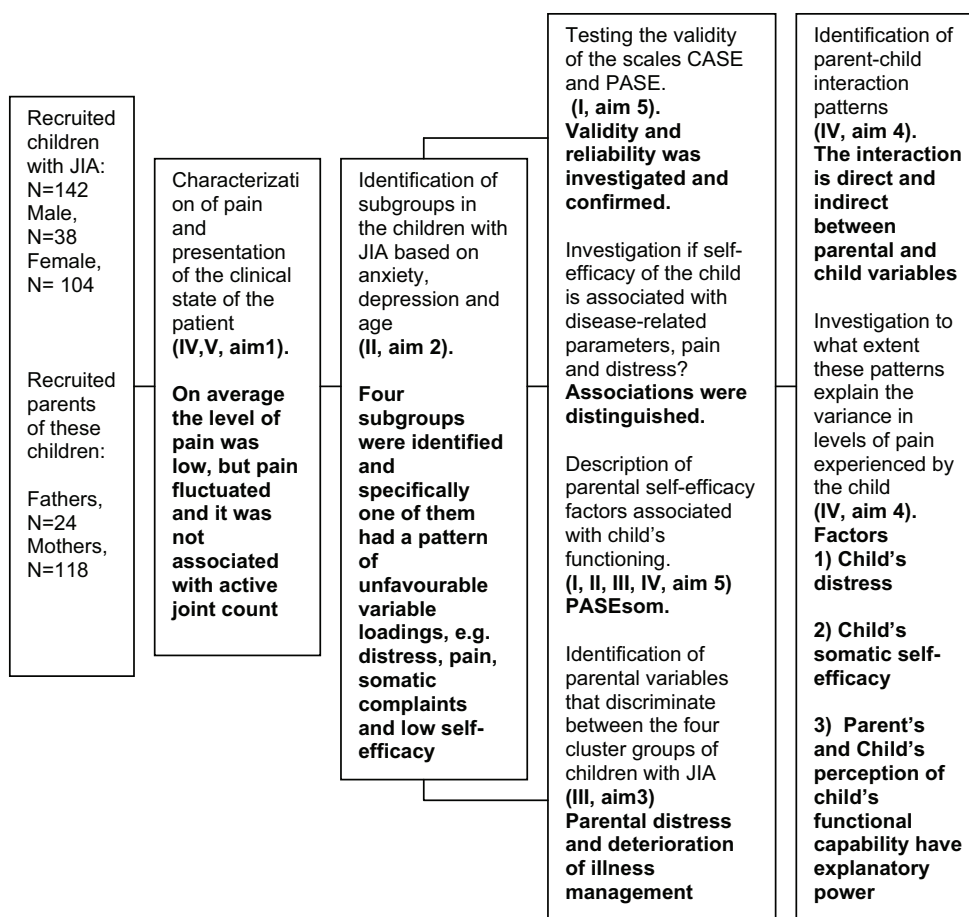 Recruited
children
with JIA:
N=142
Male,
N=38
Female,
N= 104
Recruited
parents
of these
children:
Fathers,
N=24
Mothers,
N=118
Characterizati
on of pain
and
presentation
of the clinical
state of the
patient
(IV,V, aim1).
On average
the level of
pain was
low, but pain
fluctuated
and it was
not
associated
with active
joint count
Identification of
subgroups in
the children with
JIA based on
anxiety,
depression and
age
(II, aim 2).
Four
subgroups
were identified
and
specifically
one of them
had a pattern
of
unfavourable
variable
loadings, e.g.
distress, pain,
somatic
complaints
and low self-
efficacy
Testing the validity
of the scales CASE
and PASE.
(I, aim 5).
Validity and
reliability was
investigated and
confirmed.
Investigation if self-
efficacy of the child
is associated with
disease-related
parameters, pain
and distress?
Associations were
distinguished.
Description of
parental self-efficacy
factors associated
with child's
functioning.
(I, II, III, IV, aim 5)
PASEsom.
Identification of
parental variables
that discriminate
between the four
cluster groups of
children with JIA
(III, aim3)
Parental distress
and deterioration
of illness
management
Identification of
parent-child
interaction
patterns
(IV, aim 4).
The interaction
is direct and
indirect
between
parental and
child variables
Investigation to
what extent
these patterns
explain the
variance in
levels of pain
experienced by
the child
(IV, aim 4).
Factors
1) Child's
distress
2) Child's
somatic self-
efficacy
3) Parent's
and Child's
perception of
child's
functional
capability have
explanatory
power